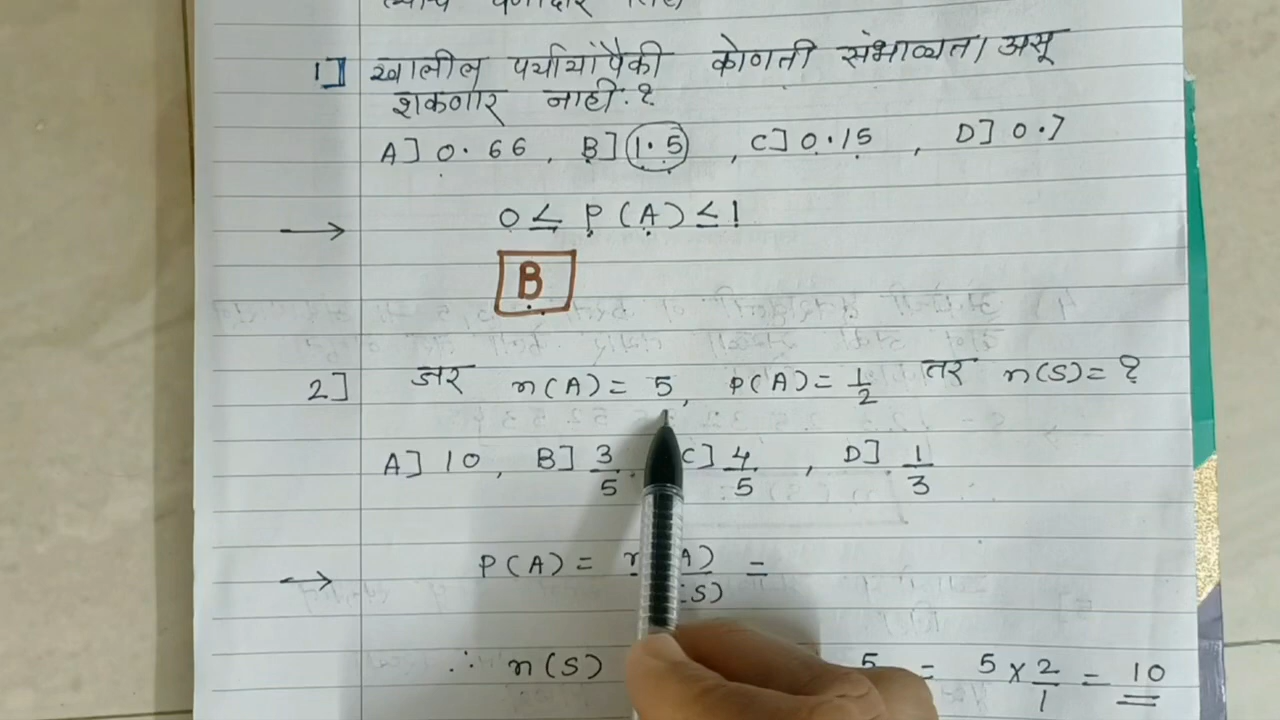 1] खालील पर्यायांपैकी कोणती संभाव्यता असू
शकणार नाही. ?
A] 0.66, B] 1.5, C] 0.15, D] 0.7
→ 0 ≤ P(A) ≤ 1
B
2] जर n(A) = 5, P(A) = 1/2 तर n(S) = ?
A] 10, B] 3/5. C] 4/5, D] 1/3
→ P(A) = =
∴ n(S) 5 = 5 × 2/1 = 10